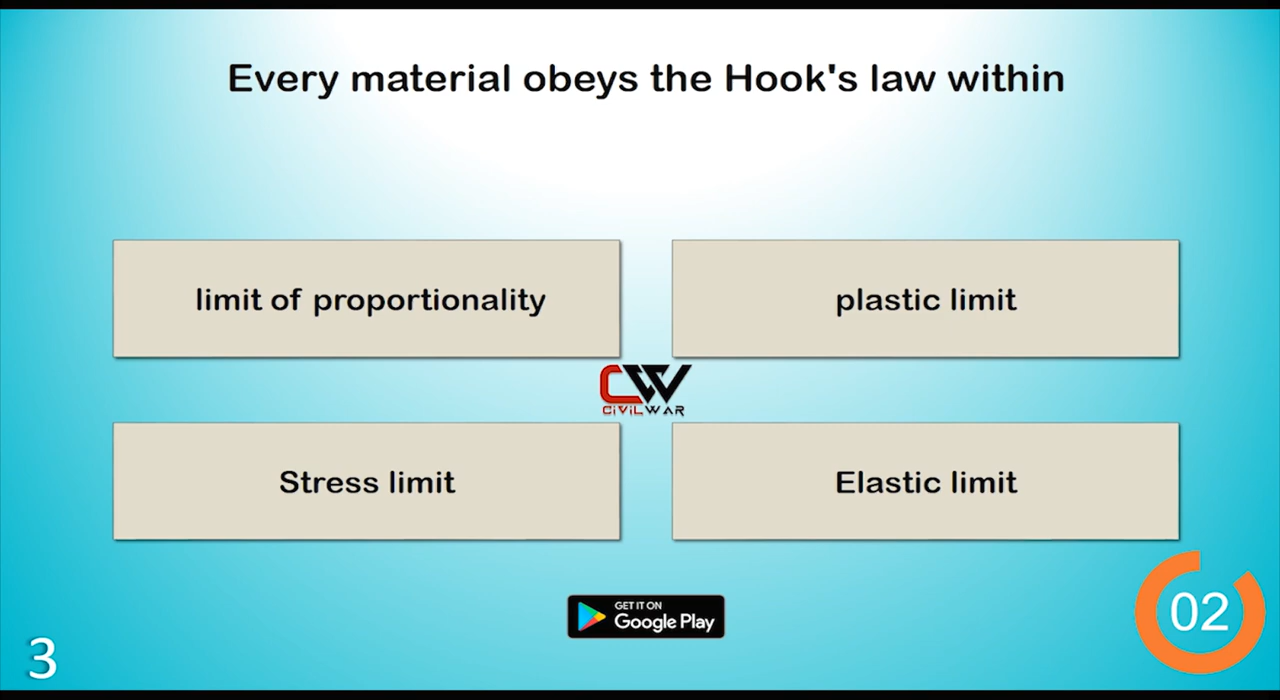 Every material obeys the Hook's law within
limit of proportionality
plastic limit
CW
CIVILWAR
Stress limit
Elastic limit
GET IT ON
Google Play
02
3